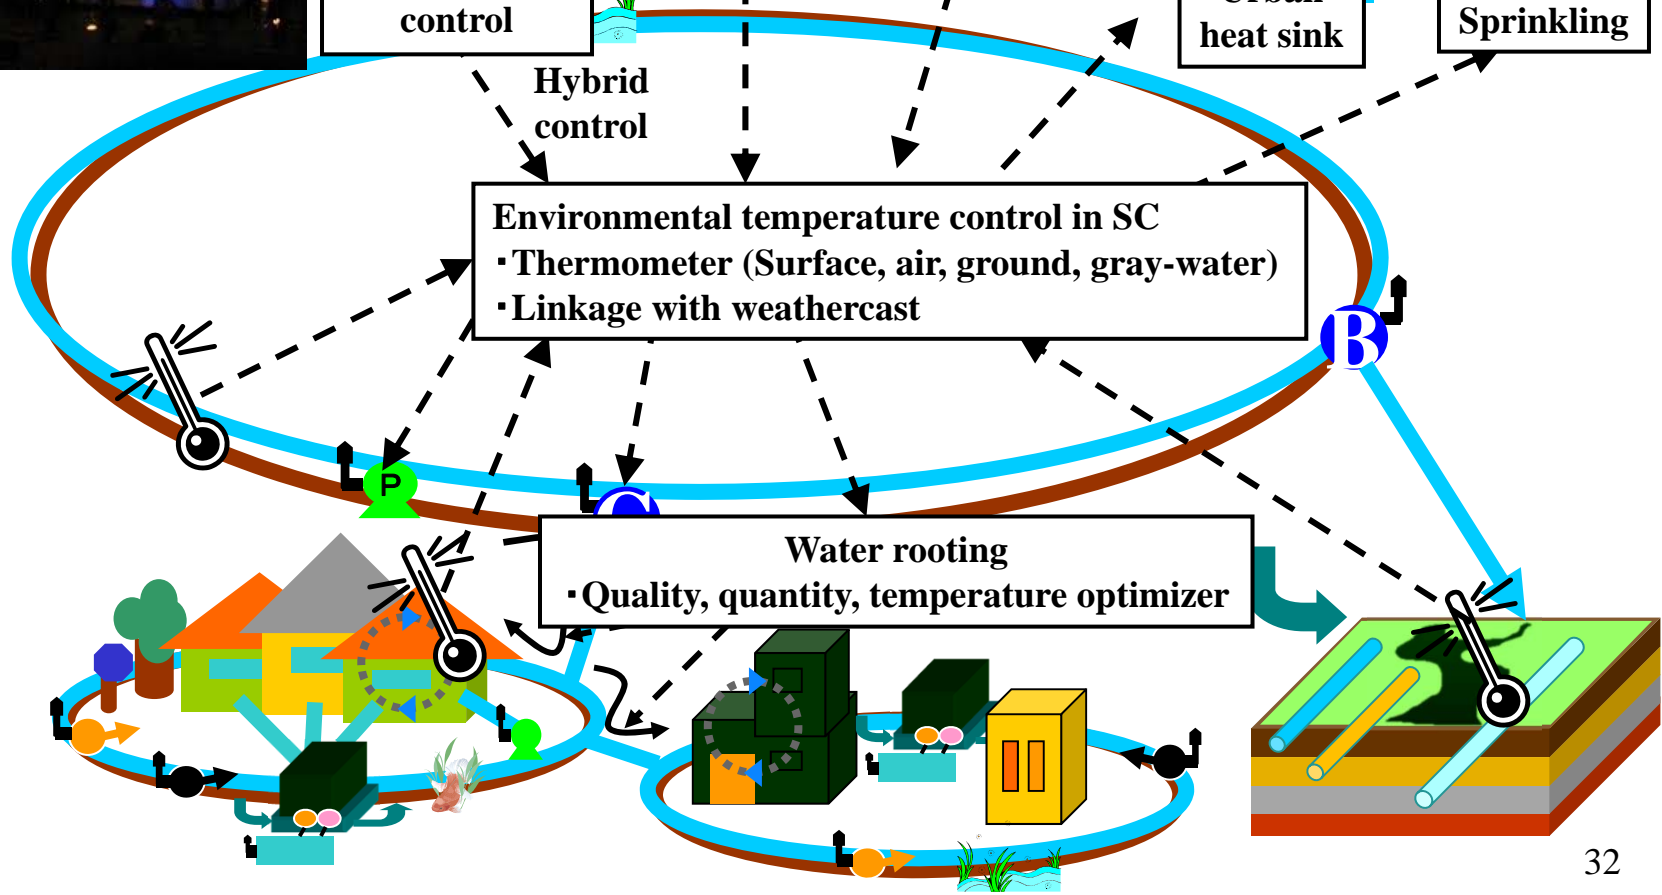 control
heat sink
Sprinkling
Hybrid
control
Environmental temperature control in SC
･Thermometer (Surface, air, ground, gray-water)
･Linkage with weathercast
B
P
C
Water rooting
･Quality, quantity, temperature optimizer
32